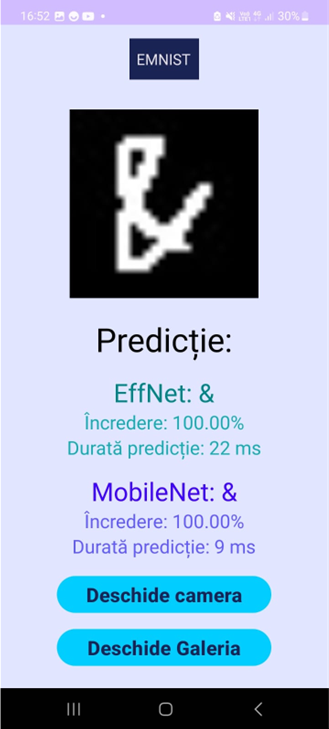 16:52 30%
EMNIST
&
Predicție:
EffNet: &
Încredere: 100.00%
Durată predicție: 22 ms
MobileNet: &
Încredere: 100.00%
Durată predicție: 9 ms
Deschide camera
Deschide Galeria